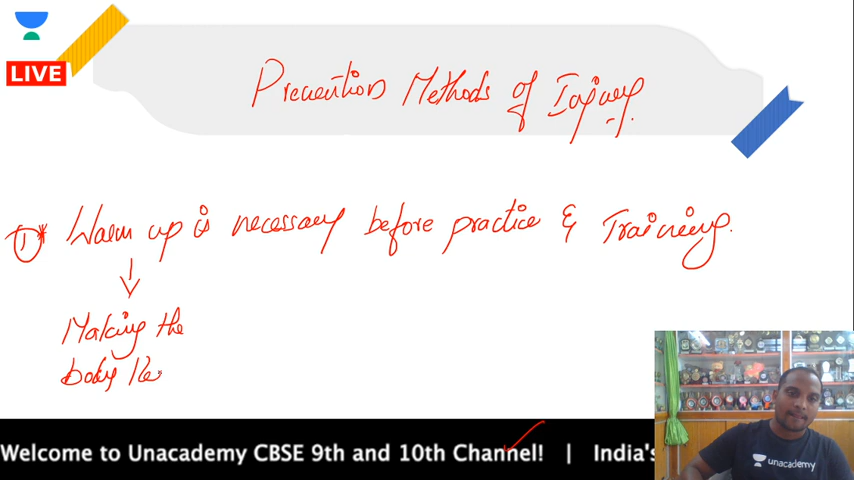 LIVE
Prevention Methods of Injury
1 * Warm up is necessary before practice & Training.
Making the
body
Welcome to Unacademy CBSE 9th and 10th Channel! | India's
unacademy